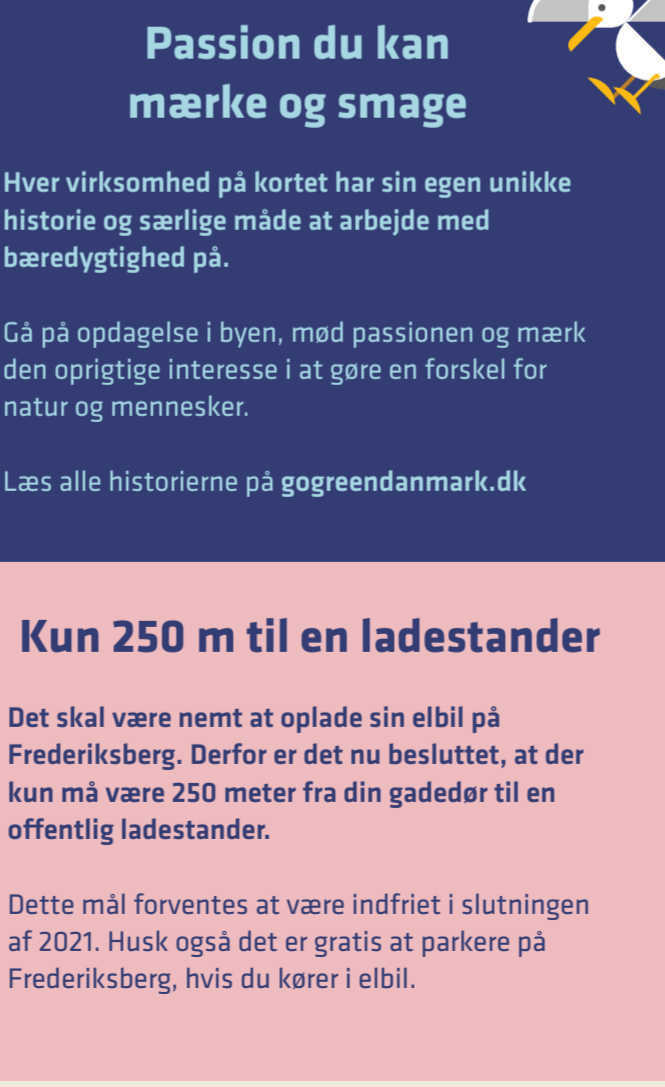 Passion du kan
mærke og smage
Hver virksomhed på kortet har sin egen unikke
historie og særlige måde at arbejde med
bæredygtighed på.
Gå på opdagelse i byen, mød passionen og mærk
den oprigtige interesse i at gøre en forskel for
natur og mennesker.
Læs alle historierne på gogreendanmark.dk
Kun 250 m til en ladestander
Det skal være nemt at oplade sin elbil på
Frederiksberg. Derfor er det nu besluttet, at der
kun må være 250 meter fra din gadedør til en
offentlig ladestander.
Dette mål forventes at være indfriet i slutningen
af 2021. Husk også det er gratis at parkere på
Frederiksberg, hvis du kører i elbil.